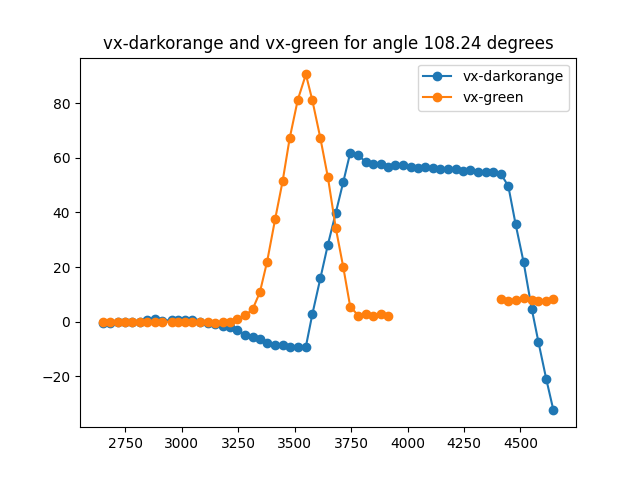 vx-darkorange and vx-green for angle 108.24 degrees
vx-darkorange
vx-green
80
60
40
20
0
−20
2750 3000 3250 3500 3750 4000 4250 4500